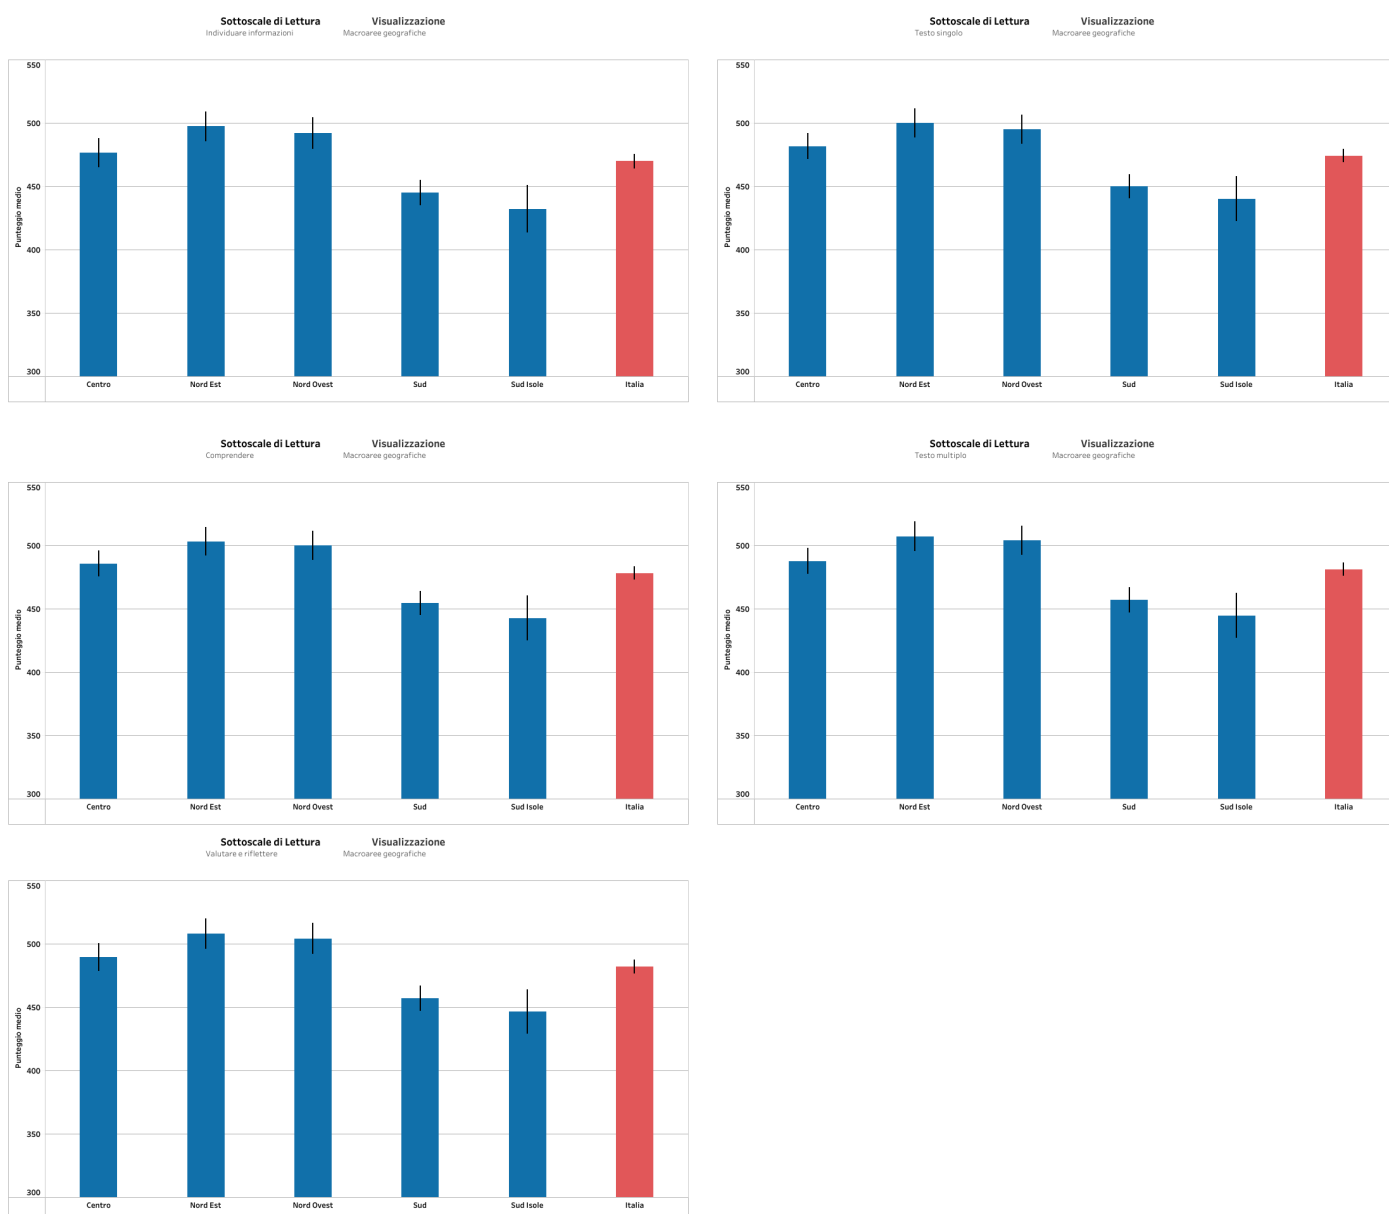 Sottoscale di Lettura Visualizzazione
Individuare informazioni Macroaree geografiche
550
500
450
400
350
300
Punteggio medio
Centro Nord Est Nord Ovest Sud Sud Isole Italia
Sottoscale di Lettura Visualizzazione
Testo singolo Macroaree geografiche
550
500
450
400
350
300
Punteggio medio
Centro Nord Est Nord Ovest Sud Sud Isole Italia
Sottoscale di Lettura Visualizzazione
Comprendere Macroaree geografiche
550
500
450
400
350
300
Punteggio medio
Centro Nord Est Nord Ovest Sud Sud Isole Italia
Sottoscale di Lettura Visualizzazione
Testo multiplo Macroaree geografiche
550
500
450
400
350
300
Punteggio medio
Centro Nord Est Nord Ovest Sud Sud Isole Italia
Sottoscale di Lettura Visualizzazione
Valutare e riflettere Macroaree geografiche
550
500
450
400
350
300
Punteggio medio
Centro Nord Est Nord Ovest Sud Sud Isole Italia